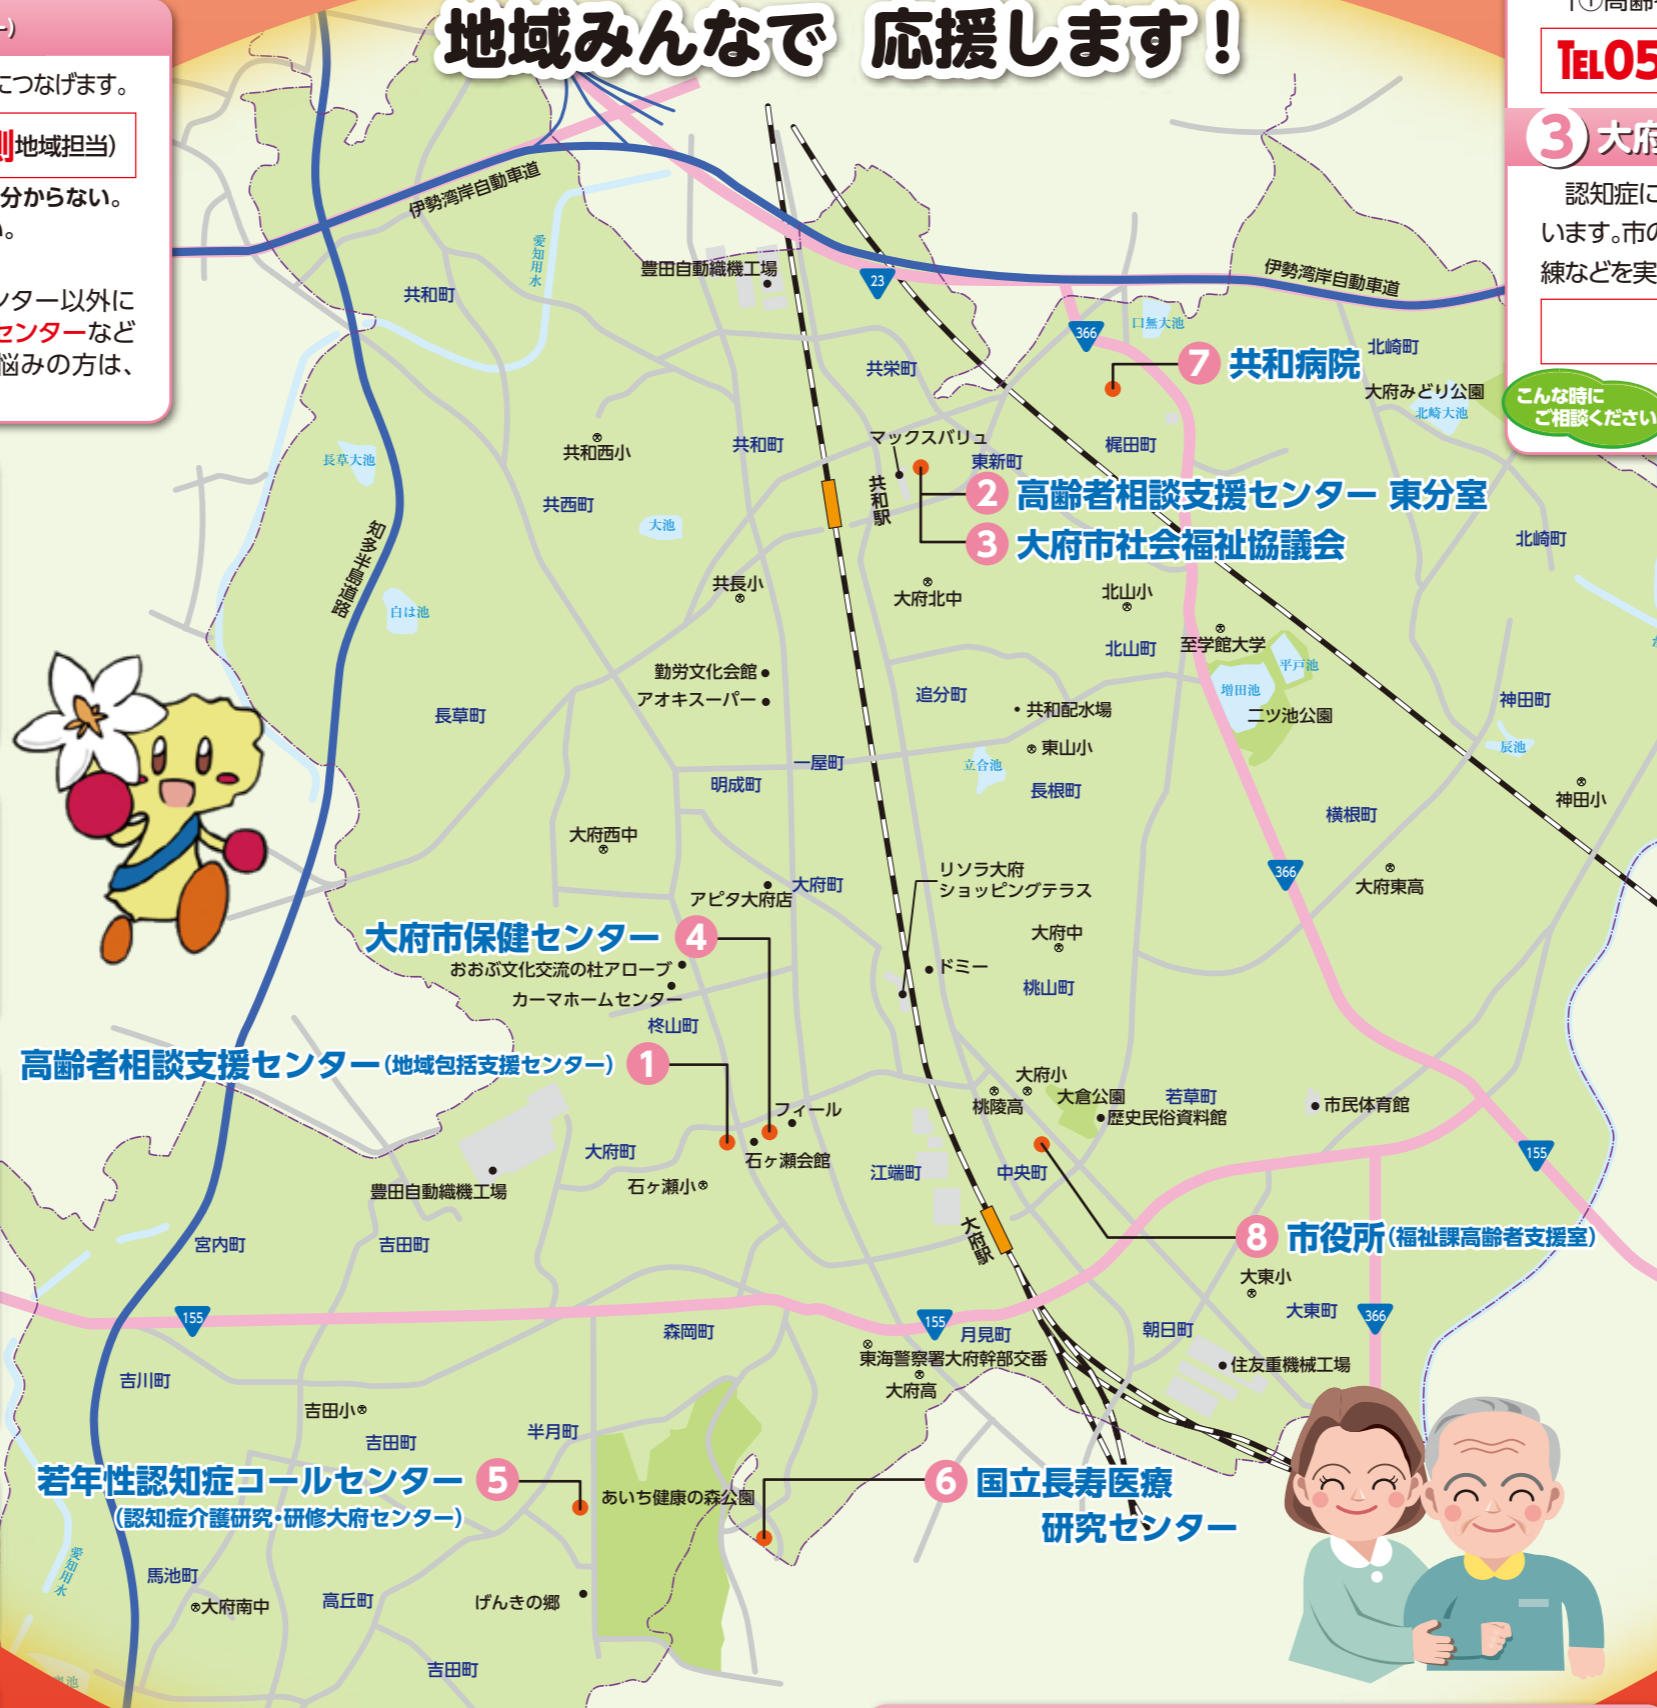 地域みんなで 応援します！
につなげます。
地域担当）
分からない。
い。
ンター以外に
センターなど
悩みの方は、
①高齢
TEL05
3 大府
認知症に
います。市の
練などを実
こんな時に
ご相談ください
伊勢湾岸自動車道
愛知用水
豊田自動織機工場
23
伊勢湾岸自動車道
共和町
366
口無大池
北崎町
共栄町
7 共和病院
大府みどり公園
北崎大池
共和西小
共和町
マックスバリュ
東新町
梶田町
長草大池
共西町
共和駅
2 高齢者相談支援センター 東分室
大池
知多半島道路
3 大府市社会福祉協議会
北崎町
共長小
大府北中
北山小
白は池
北山町
至学館大学
平戸池
勤労文化会館
アオキスーパー
追分町
増田池
神田町
長草町
共和配水場
二ツ池公園
東山小
辰池
一屋町
立合池
明成町
長根町
神田小
横根町
大府西中
リソラ大府
ショッピングテラス
366
大府東高
大府町
アピタ大府店
大府市保健センター 4
大府中
おおぶ文化交流の杜アローブ
ドミー
カーマホームセンター
桃山町
柊山町
高齢者相談支援センター（地域包括支援センター） 1
大府小
桃陵高
大倉公園
若草町
市民体育館
フィール
歴史民俗資料館
大府町
石ヶ瀬会館
155
江端町
中央町
豊田自動織機工場
石ヶ瀬小
大府駅
8 市役所（福祉課高齢者支援室）
宮内町
吉田町
大東小
大東町
155
155
366
森岡町
月見町
朝日町
東海警察署大府幹部交番
住友重機械工場
吉川町
大府高
吉田小
半月町
吉田町
若年性認知症コールセンター 5
（認知症介護研究・研修大府センター）
あいち健康の森公園
6 国立長寿医療
研究センター
愛知用水
馬池町
大府南中
高丘町
げんきの郷
吉田町